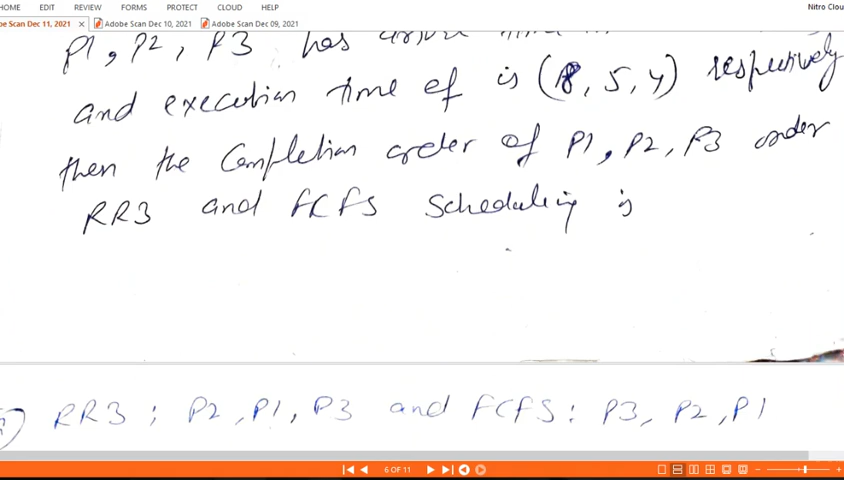 HOME EDIT REVIEW FORMS PROTECT CLOUD HELP Nitro Clou
be Scan Dec 11, 2021 × Adobe Scan Dec 10, 2021 Adobe Scan Dec 09, 2021
P1, P2, P3 has
and execution time of is (8, 5, 4) respectively
then the Completion order of P1, P2, P3 order
RR3 and FCFS Scheduling is
RR3 ; P2, P1, P3 and FCFS : P3, P2, P1
6 OF 11